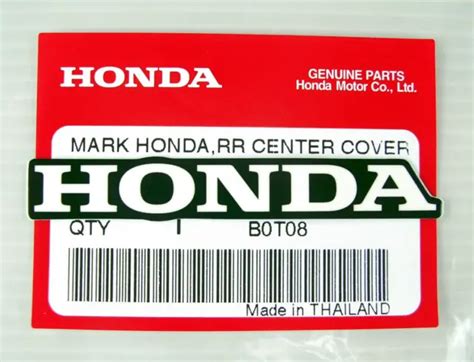 HONDA
GENUINE PARTS
Honda Motor Co., Ltd.
MARK HONDA,RR CENTER COVER
HONDA
QTY 1 B0T08
Made in THAILAND